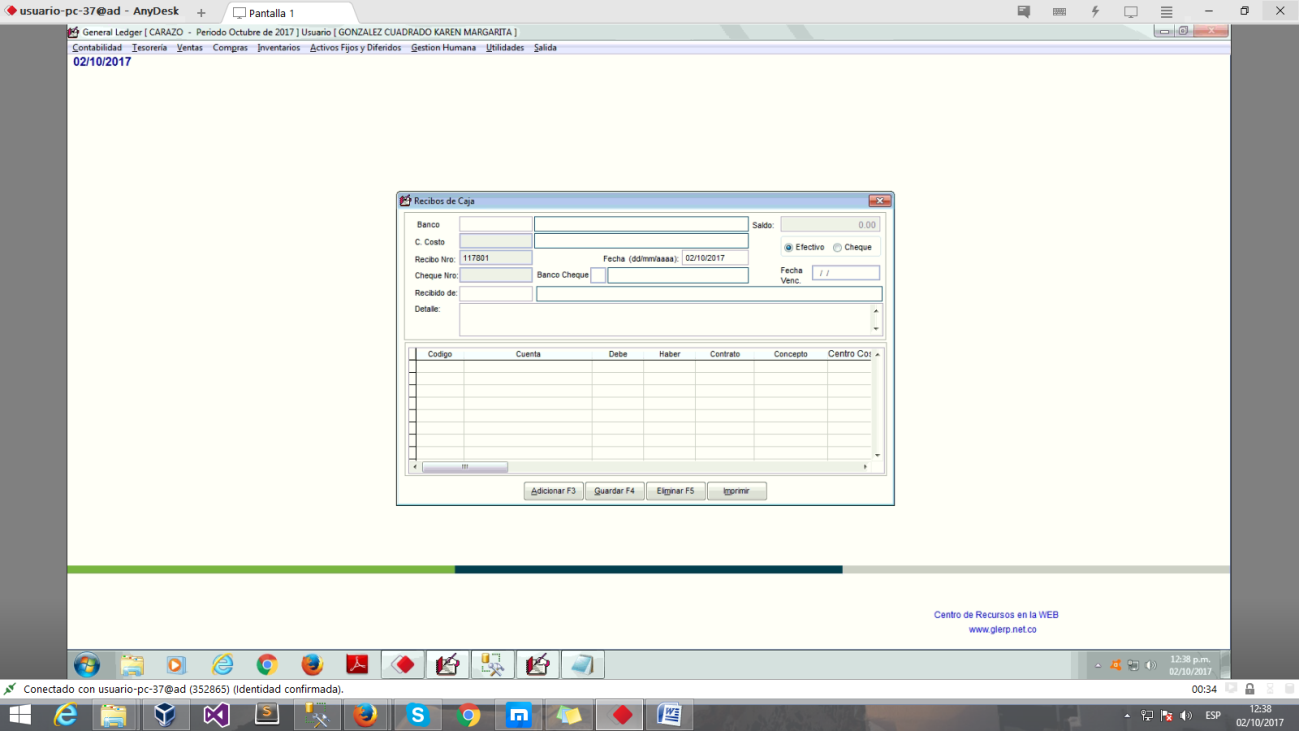 usuario-pc-37@ad - AnyDesk + Pantalla 1
General Ledger [ CARAZO - Periodo Octubre de 2017 ] Usuario [ GONZALEZ CUADRADO KAREN MARGARITA ]
Contabilidad Tesoreria Ventas Compras Inventarios Activos Fijos y Diferidos Gestion Humana Utilidades Salida
02/10/2017
Recibos de Caja
Banco Saldo: 0.00
C. Costo Efectivo Cheque
Recibo Nro: 117801 Fecha (dd/mm/aaaa): 02/10/2017
Cheque Nro: Banco Cheque Fecha Venc. / /
Recibido de:
Detalle:
Codigo Cuenta Debe Haber Contrato Concepto Centro Cos
Adicionar F3 Guardar F4 Eliminar F5 Imprimir
Centro de Recursos en la WEB
www.glerp.net.co
12:38 p.m.
02/10/2017
Conectado con usuario-pc-37@ad (352865) (Identidad confirmada). 00:34
ESP 12:38
02/10/2017